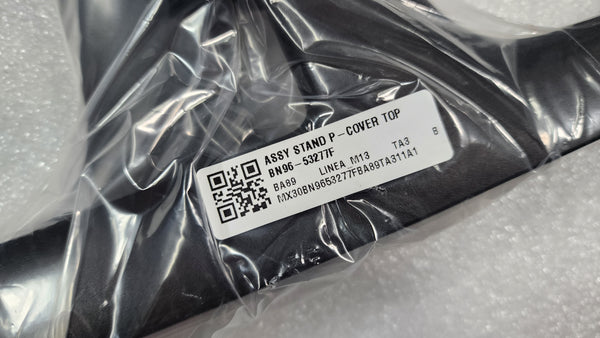 ASSY STAND P-COVER TOP
BN96-53277F
BA89 LINEA M13 TA3 B
MX30BN9653277FBA89TA311A1